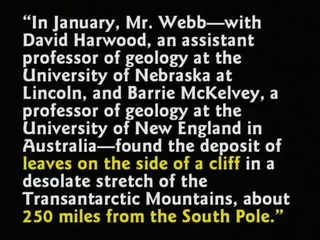 “In January, Mr. Webb—with
David Harwood, an assistant
professor of geology at the
University of Nebraska at
Lincoln, and Barrie McKelvey, a
professor of geology at the
University of New England in
Australia—found the deposit of
leaves on the side of a cliff in a
desolate stretch of the
Transantarctic Mountains, about
250 miles from the South Pole.”